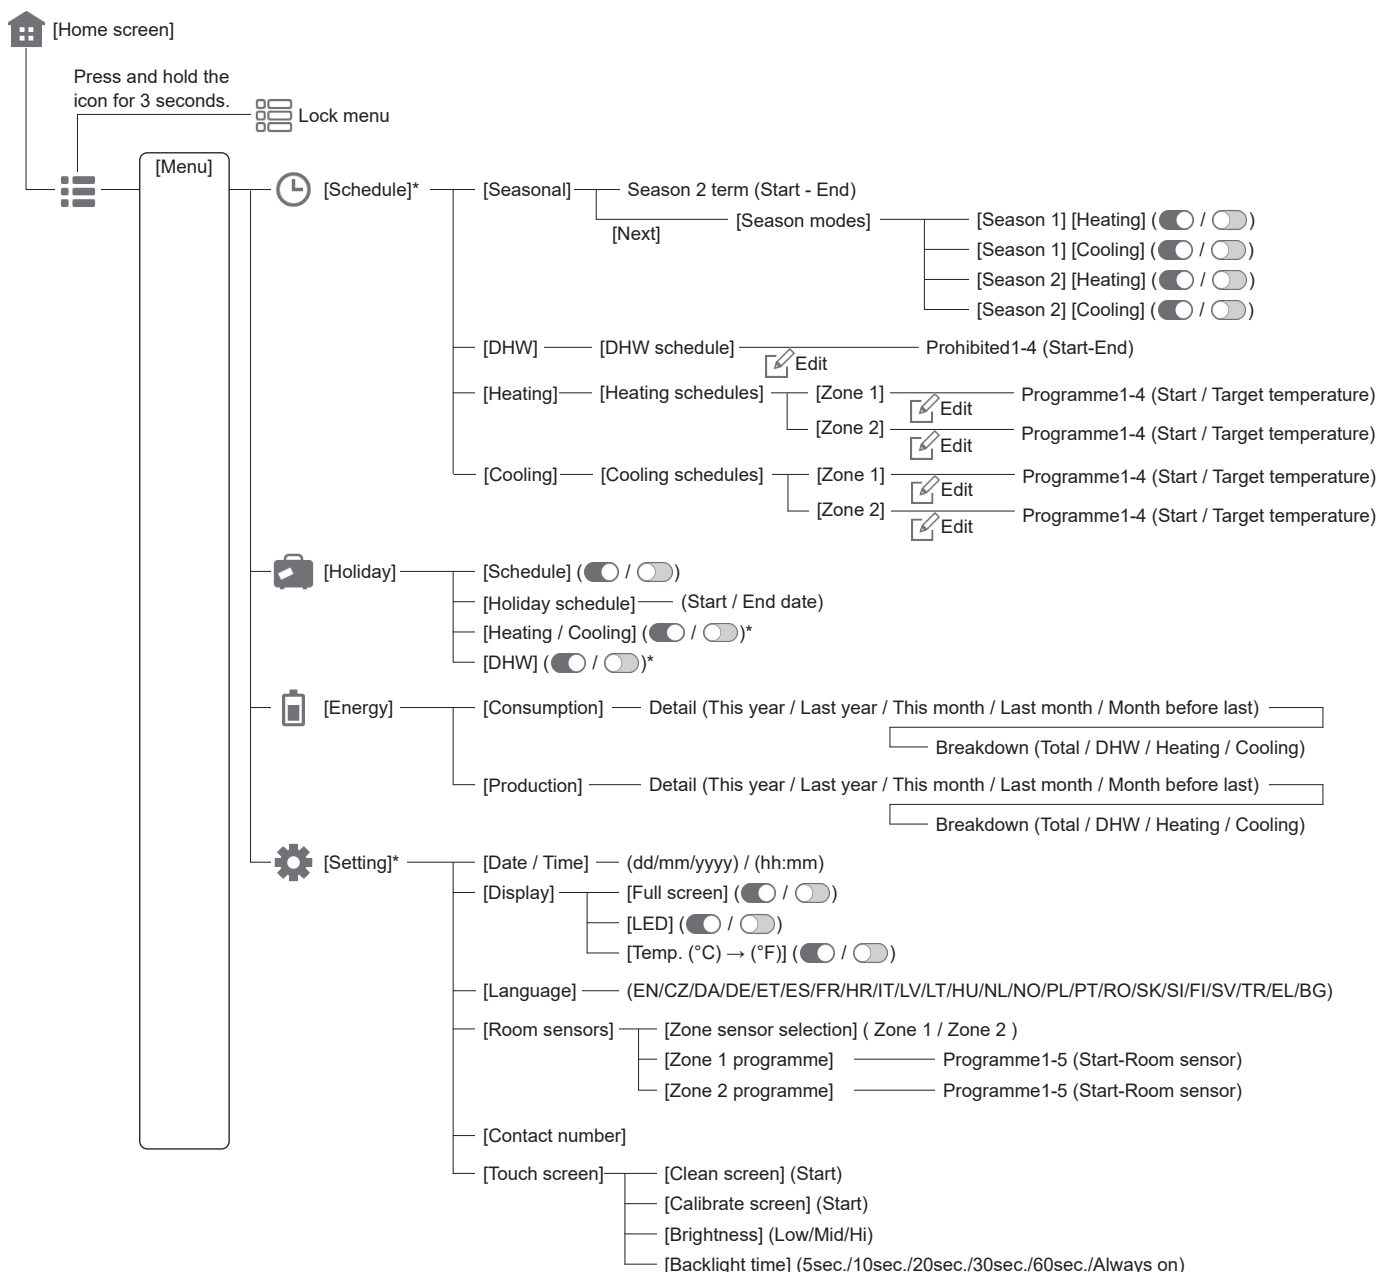 [Home screen]
Press and hold the
icon for 3 seconds.
Lock menu
[Menu]
[Schedule]*
[Seasonal]
Season 2 term (Start - End)
[Next]
[Season modes]
[Season 1] [Heating] ( / )
[Season 1] [Cooling] ( / )
[Season 2] [Heating] ( / )
[Season 2] [Cooling] ( / )
[DHW]
[DHW schedule]
Edit
Prohibited1-4 (Start-End)
[Heating]
[Heating schedules]
[Zone 1]
Edit
Programme1-4 (Start / Target temperature)
[Zone 2]
Edit
Programme1-4 (Start / Target temperature)
[Cooling]
[Cooling schedules]
[Zone 1]
Edit
Programme1-4 (Start / Target temperature)
[Zone 2]
Edit
Programme1-4 (Start / Target temperature)
[Holiday]
[Schedule] ( / )
[Holiday schedule]
(Start / End date)
[Heating / Cooling] ( / )*
[DHW] ( / )*
[Energy]
[Consumption]
Detail (This year / Last year / This month / Last month / Month before last)
Breakdown (Total / DHW / Heating / Cooling)
[Production]
Detail (This year / Last year / This month / Last month / Month before last)
Breakdown (Total / DHW / Heating / Cooling)
[Setting]*
[Date / Time]
(dd/mm/yyyy) / (hh:mm)
[Display]
[Full screen] ( / )
[LED] ( / )
[Temp. (°C) → (°F)] ( / )
[Language]
(EN/CZ/DA/DE/ET/ES/FR/HR/IT/LV/LT/HU/NL/NO/PL/PT/RO/SK/SI/FI/SV/TR/EL/BG)
[Room sensors]
[Zone sensor selection] ( Zone 1 / Zone 2 )
[Zone 1 programme]
Programme1-5 (Start-Room sensor)
[Zone 2 programme]
Programme1-5 (Start-Room sensor)
[Contact number]
[Touch screen]
[Clean screen] (Start)
[Calibrate screen] (Start)
[Brightness] (Low/Mid/Hi)
[Backlight time] (5sec./10sec./20sec./30sec./60sec./Always on)